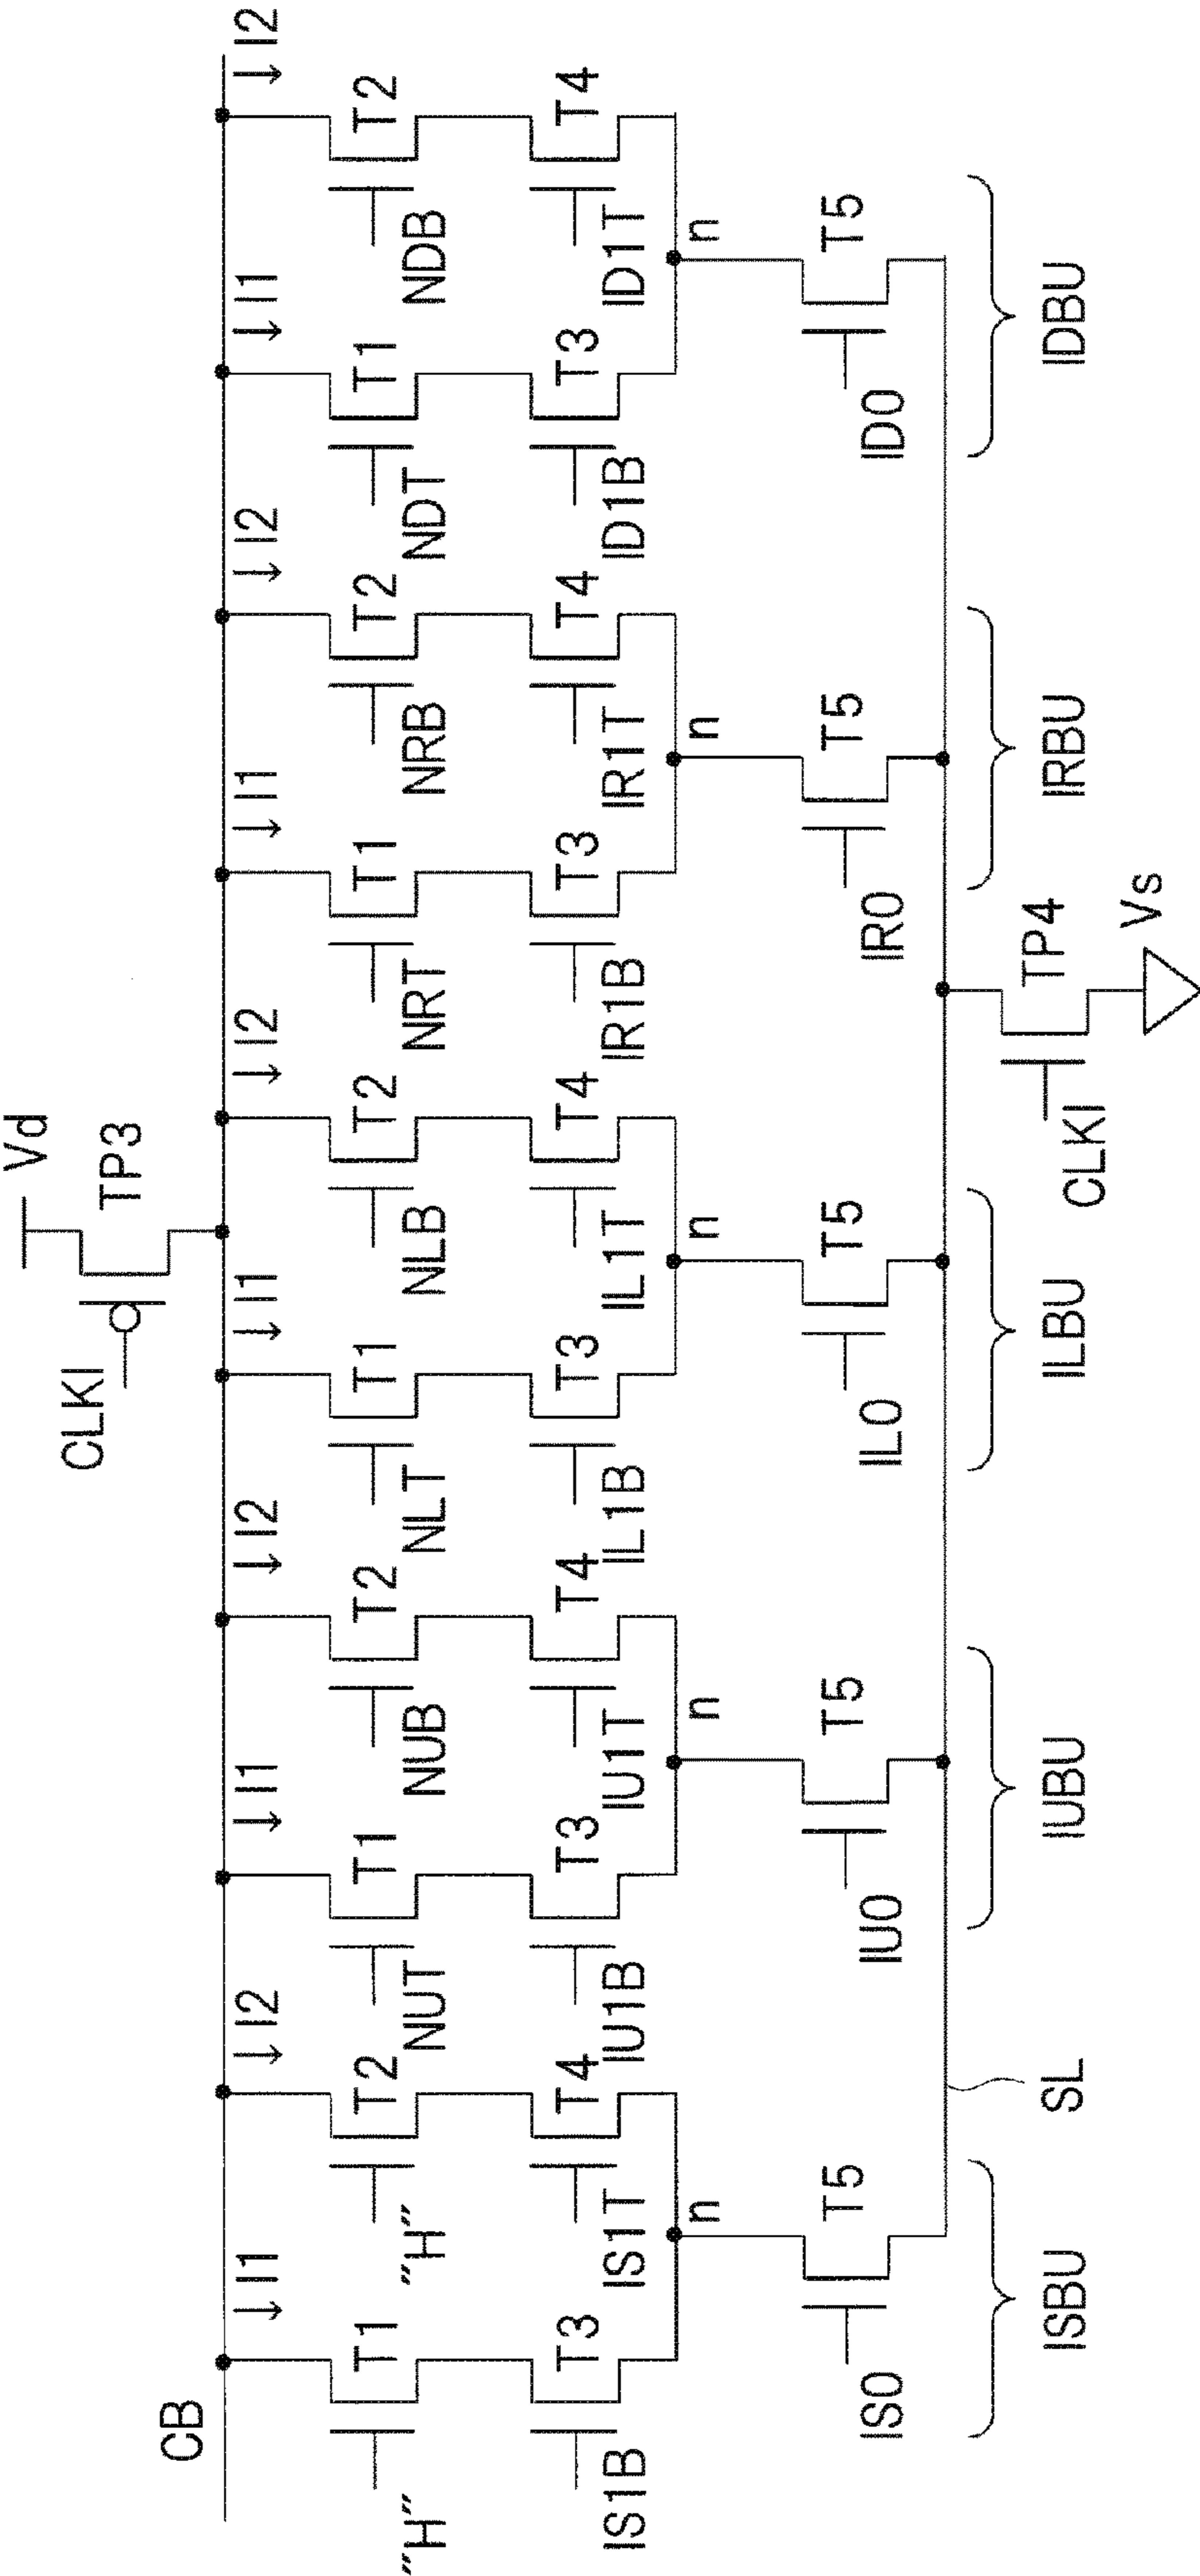 Vd
CLKI TP3
CB
I1 I2 I1 I2 I1 I2 I1 I2 I1 I2
T1 T2 T1 T2 T1 T2 T1 T2 T1 T2
"H" "H" NUT NUB NLT NLB NRT NRB NDT NDB
T3 T4 T3 T4 T3 T4 T3 T4 T3 T4
IS1B IS1T IU1B IU1T IL1B IL1T IR1B IR1T ID1B ID1T
n n n n n
T5 T5 T5 T5 T5
IS0 IU0 IL0 IR0 ID0
TP4
ISBU SL IUBU ILBU CLKI IRBU IDBU
Vs